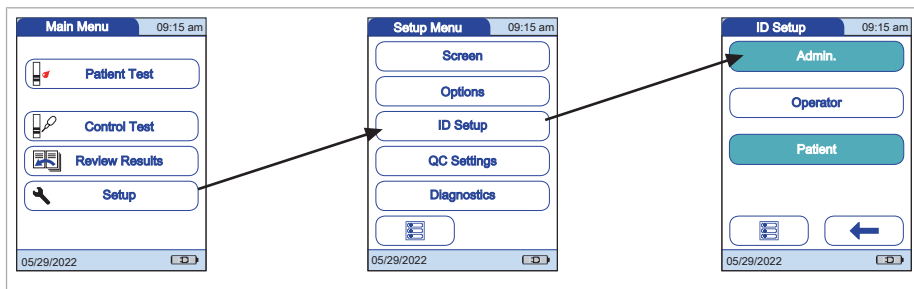 Main Menu 09:15 am
Patient Test
Control Test
Review Results
Setup
05/29/2022
Setup Menu 09:15 am
Screen
Options
ID Setup
QC Settings
Diagnostics
05/29/2022
ID Setup 09:15 am
Admin.
Operator
Patient
05/29/2022